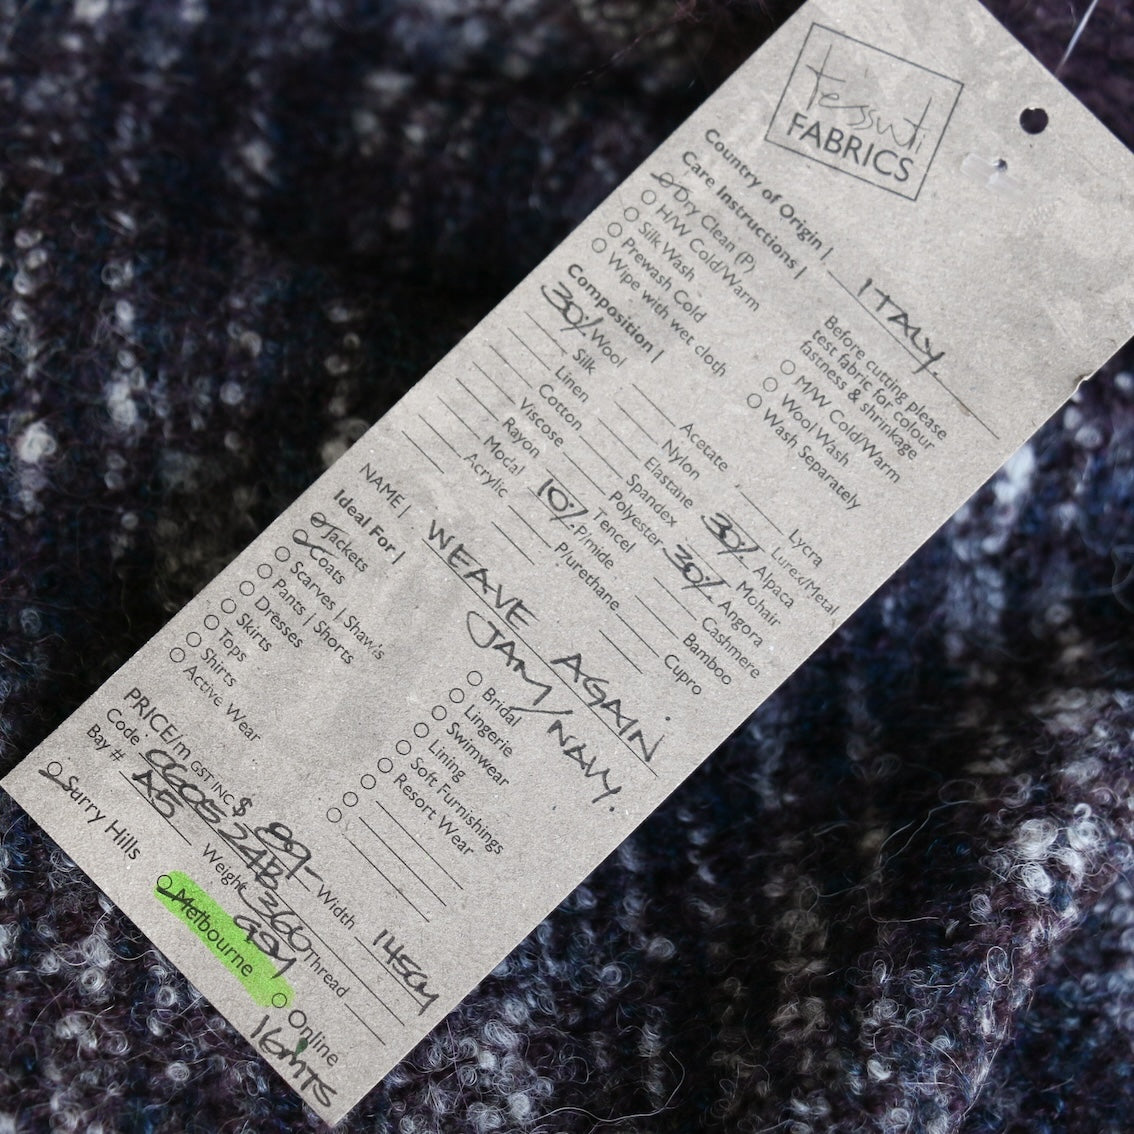 tessuti
FABRICS
Country of Origin | ITALY
Care Instructions |
Dry Clean (P)
H/W Cold/Warm
Silk Wash
Prewash Cold
Wipe with wet cloth
Before cutting please
test fabric for colour
fastness & shrinkage
M/W Cold/Warm
Wool Wash
Wash Separately
Composition |
30% Wool
Silk
Linen
Cotton
Viscose
Rayon
Modal
Acrylic
Acetate
Nylon
Elastane
Spandex
Polyester
Tencel
10% P/mide
P/urethane
Lycra
Lurex/Metal
30% Alpaca
Mohair
30% Angora
Cashmere
Bamboo
Cupro
NAME | WEAVE AGAIN
JAM/NAVY.
Ideal For |
Jackets
Coats
Scarves | Shaw's
Pants | Shorts
Dresses
Skirts
Tops
Shirts
Active Wear
Bridal
Lingerie
Swimwear
Lining
Soft Furnishings
Resort Wear
PRICE/m GST INC $ 89- Width 145cm
Code Weight 360 Thread
Bay # A5
Surry Hills
Melbourne
Online
16mts